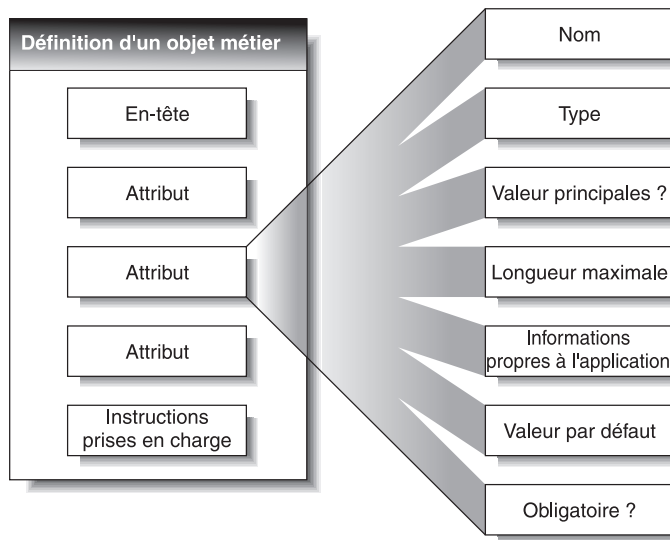 Définition d'un objet métier
En-tête
Attribut
Attribut
Attribut
Instructions
prises en charge
Nom
Type
Valeur principales ?
Longueur maximale
Informations
propres à l'application
Valeur par défaut
Obligatoire ?